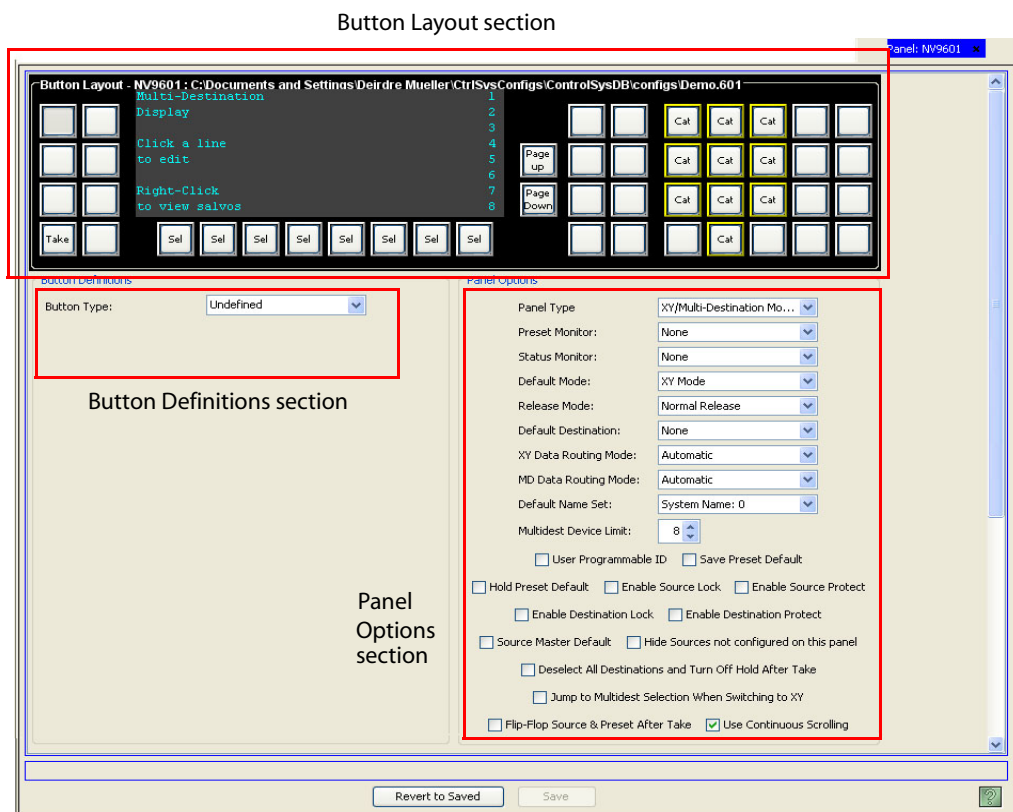 Button Layout section
Panel: NV9601 ×
Button Layout - NV9601 : C:\Documents and Settings\Deirdre Mueller\CtrlSysConfigs\ControlSysDB\configs\Demo.601
Multi-Destination 1
Display 2
3
Cat Cat Cat
Click a line 4
to edit 5
6
Page up
Cat Cat Cat
Right-Click 7
to view salvos 8
Page Down
Cat Cat Cat
Take Sel Sel Sel Sel Sel Sel Sel Sel Cat
Button Definitions
Button Type: Undefined
Button Definitions section
Panel Options
Panel Type XY/Multi-Destination Mo...
Preset Monitor: None
Status Monitor: None
Default Mode: XY Mode
Release Mode: Normal Release
Default Destination: None
XY Data Routing Mode: Automatic
MD Data Routing Mode: Automatic
Default Name Set: System Name: 0
Multidest Device Limit: 8
User Programmable ID Save Preset Default
Hold Preset Default Enable Source Lock Enable Source Protect
Enable Destination Lock Enable Destination Protect
Source Master Default Hide Sources not configured on this panel
Deselect All Destinations and Turn Off Hold After Take
Jump to Multidest Selection When Switching to XY
Flip-Flop Source & Preset After Take Use Continuous Scrolling
Panel
Options
section
Revert to Saved Save
?